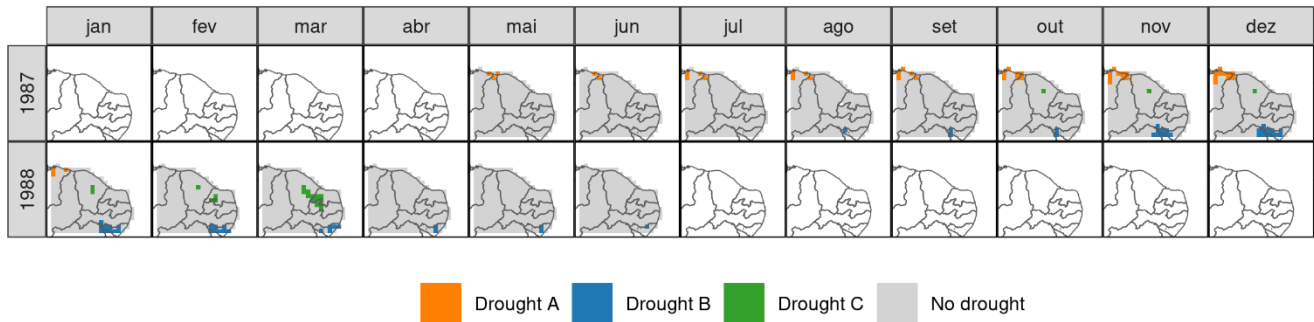 jan fev mar abr mai jun jul ago set out nov dez
1987
1988
Drought A Drought B Drought C No drought